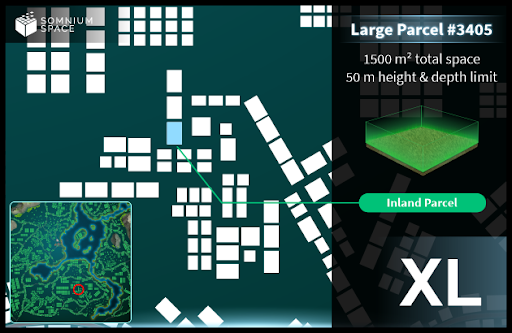 SOMNIUM
SPACE
Large Parcel #3405
1500 m² total space
50 m height & depth limit
Inland Parcel
XL